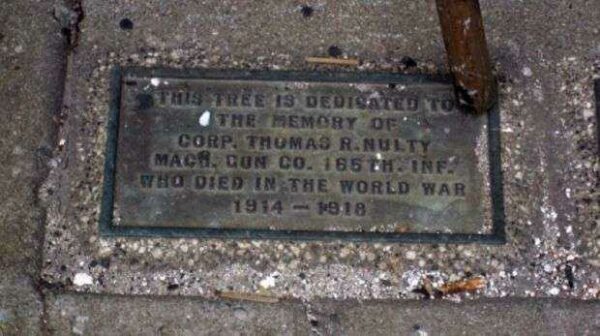 THIS TREE IS DEDICATED TO
THE MEMORY OF
CORP. THOMAS R. NULTY
MACH. GUN CO. 165TH. INF.
WHO DIED IN THE WORLD WAR
1914 – 1918